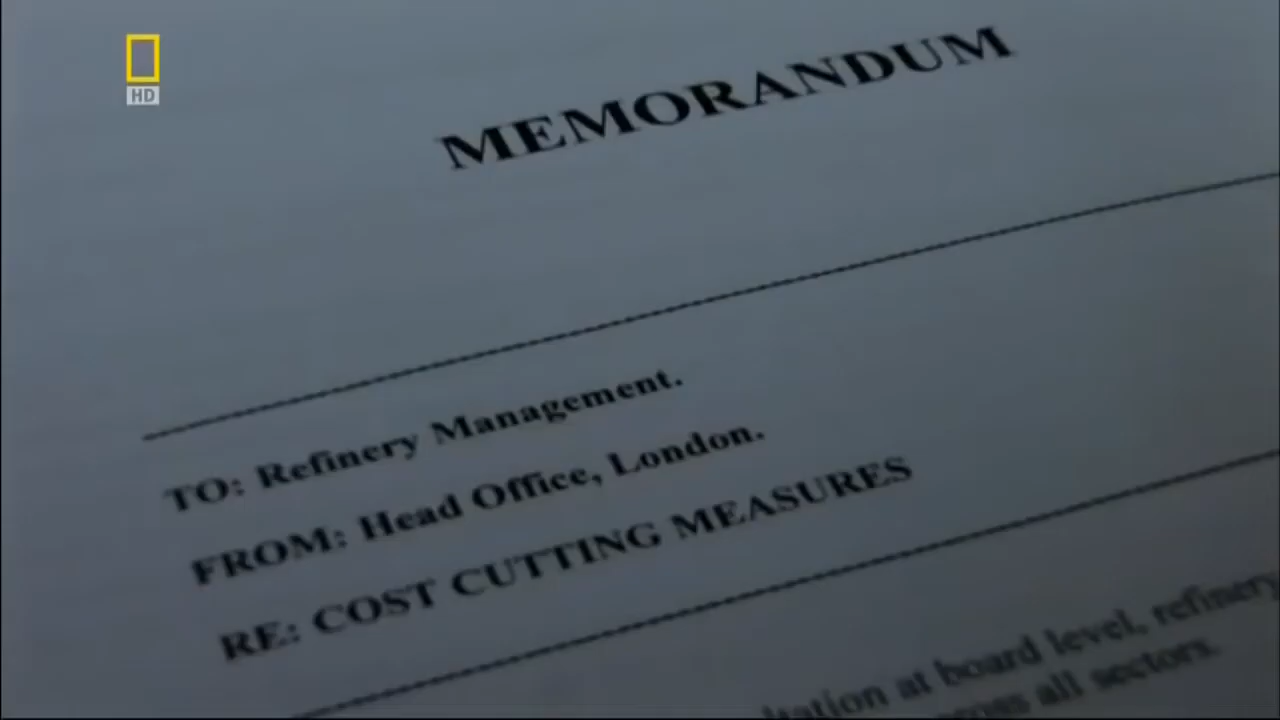 HD
MEMORANDUM
TO: Refinery Management.
FROM: Head Office, London.
RE: COST CUTTING MEASURES
at board level, refinery
all sectors.